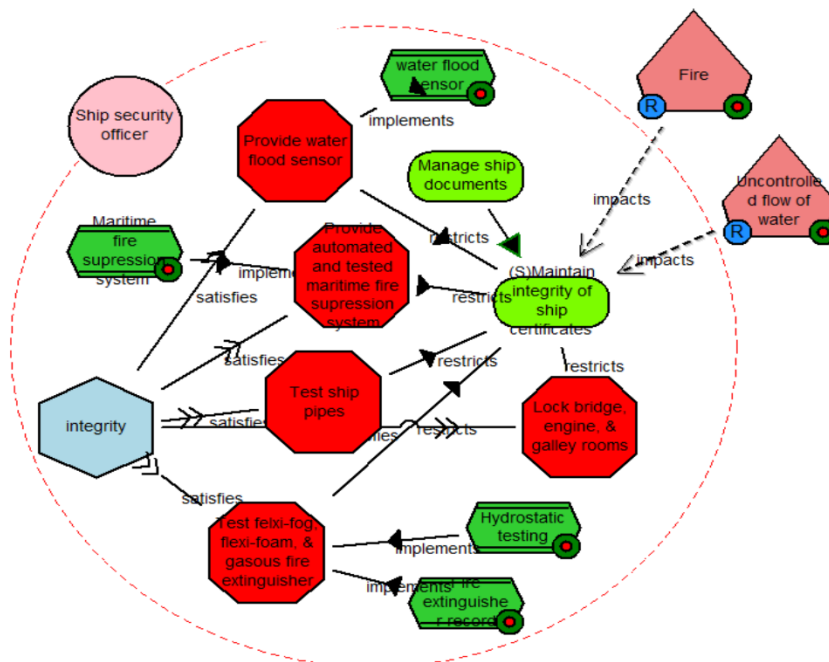 water flood
sensor
Fire
R
Ship security
officer
implements
Provide water
flood sensor
Manage ship
documents
Uncontrolle
d flow of
water
R
impacts
Maritime
fire
supression
system
Provide
automated
and tested
maritime fire
supression
system
restricts
impleme
impacts
(S)Maintain
integrity of
ship
certificates
restricts
satisfies
satisfies
restricts
restricts
Test ship
pipes
Lock bridge,
engine, &
galley rooms
integrity
satisfies
fies
restricts
satisfies
Test felxi-fog,
flexi-foam, &
gasous fire
extinguisher
Hydrostatic
testing
implements
implements
Fire
extinguishe
r record